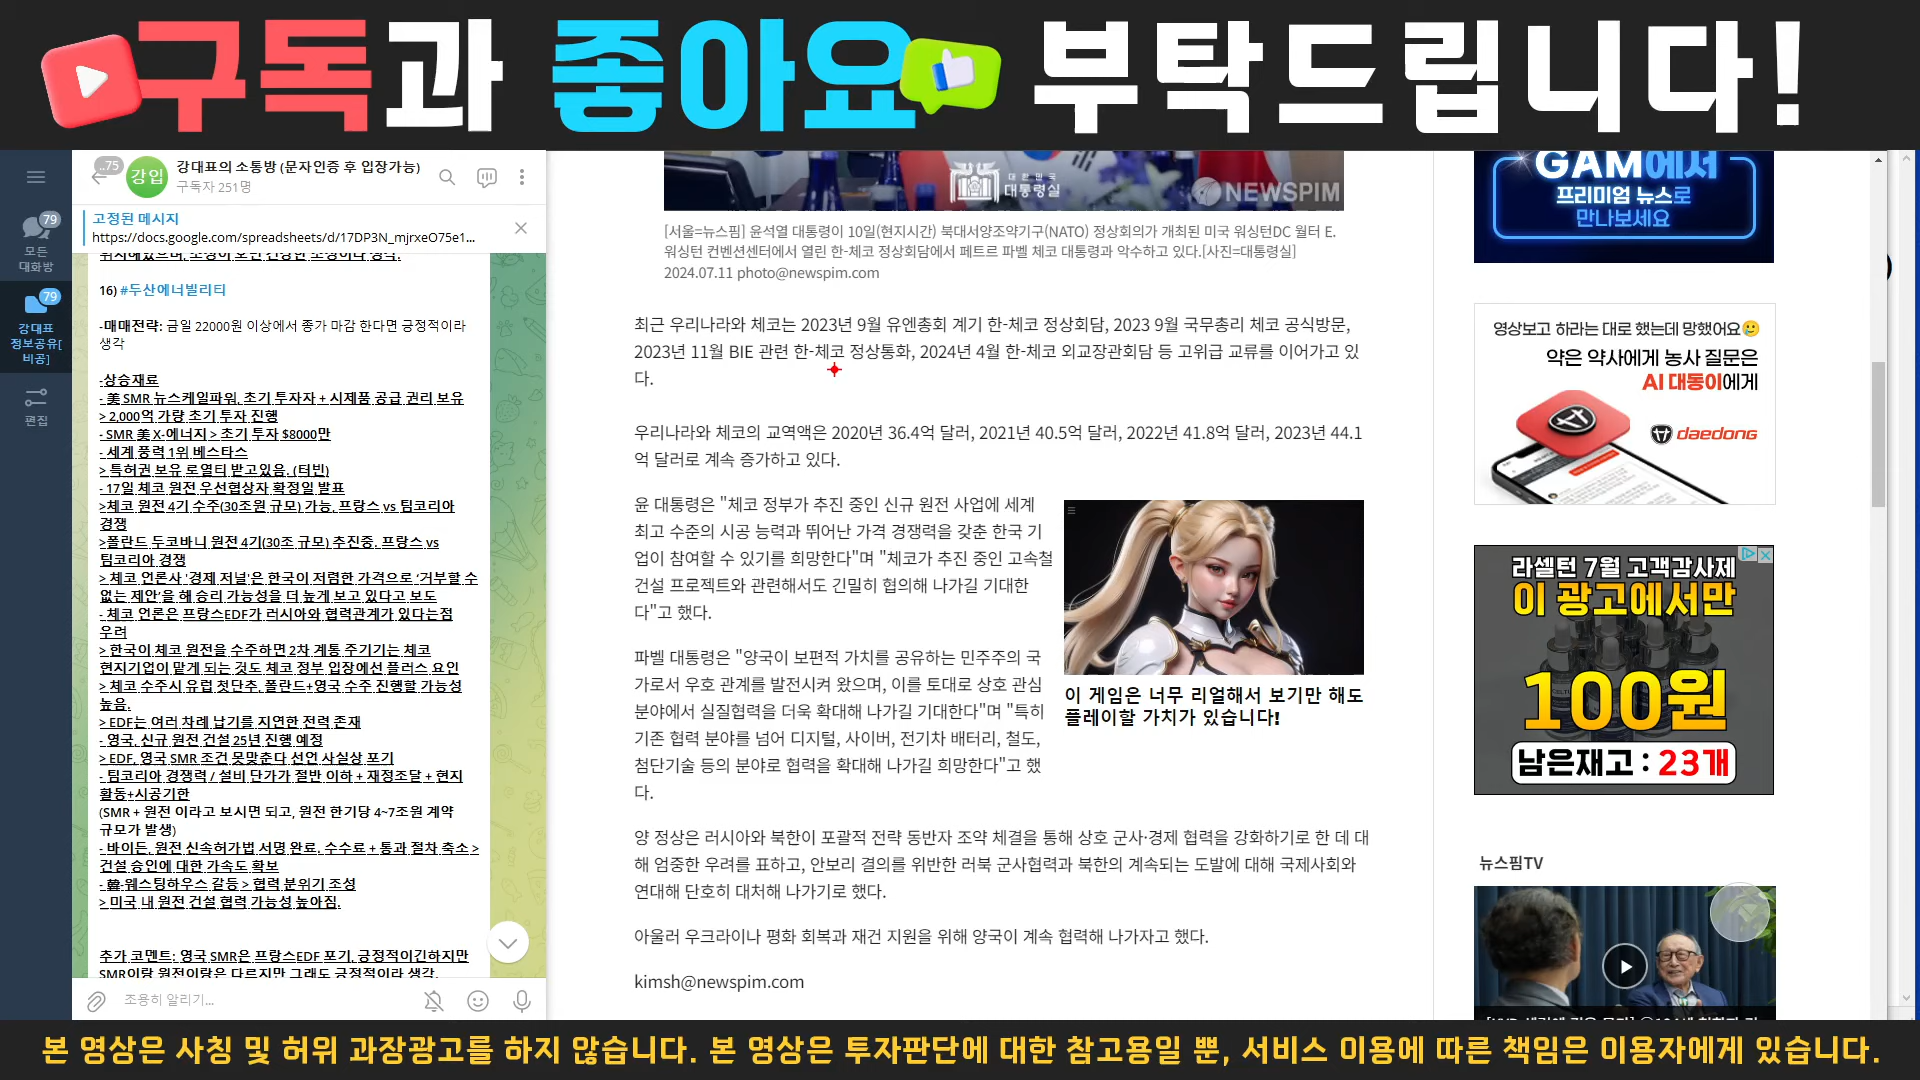 구독과 좋아요 부탁드립니다!
..75
강입
강대표의 소통방 (문자인증 후 입장가능)
구독자 251명
79
모든
대화방
79
강대표
정보공유[
비공]
편집
고정된 메시지
https://docs.google.com/spreadsheets/d/17DP3N_mjrxeO75e1...
16) #두산에너빌리티
-매매전략: 금일 22000원 이상에서 종가 마감 한다면 긍정적이라
생각
-상승재료
- 美 SMR 뉴스케일파워, 초기 투자자 + 시제품 공급 권리 보유
> 2,000억 가량 초기 투자 진행
- SMR 美 X-에너지 > 초기 투자 $8000만
- 세계 풍력 1위 베스타스
> 특허권 보유 로열티 받고있음. (터빈)
- 17일 체코 원전 우선협상자 확정일 발표
>체코 원전 4기 수주(30조원 규모) 가능, 프랑스 vs 팀코리아
경쟁
>폴란드 두코바니 원전 4기(30조 규모) 추진중. 프랑스 vs
팀코리아 경쟁
> 체코 언론사 '경제 저널'은 한국이 저렴한 가격으로 '거부할 수
없는 제안'을 해 승리 가능성을 더 높게 보고 있다고 보도
- 체코 언론은 프랑스EDF가 러시아와 협력관계가 있다는점
우려
> 한국이 체코 원전을 수주하면 2차 계통 주기기는 체코
현지기업이 맡게 되는 것도 체코 정부 입장에선 플러스 요인
> 체코 수주시 유럽 첫단추, 폴란드+영국 수주 진행할 가능성
높음.
> EDF는 여러 차례 납기를 지연한 전력 존재
- 영국, 신규 원전 건설 25년 진행 예정
> EDF, 영국 SMR 조건 못맞춘다 선언 사실상 포기
- 팀코리아 경쟁력 / 설비 단가가 절반 이하 + 재정조달 + 현지
활동+시공기한
(SMR + 원전 이라고 보시면 되고, 원전 한기당 4~7조원 계약
규모가 발생)
- 바이든, 원전 신속허가법 서명 완료, 수수료 + 통과 절차 축소 >
건설 승인에 대한 가속도 확보
- 韓-웨스팅하우스 갈등 > 협력 분위기 조성
> 미국 내 원전 건설 협력 가능성 높아짐.
추가 코멘트: 영국 SMR은 프랑스EDF 포기, 긍정적이긴하지만
SMR이랑 원전이랑은 다르지만 그래도 긍정적이라 생각.
조용히 알리기...
대한민국
대통령실
NEWSPIM
[서울=뉴스핌] 윤석열 대통령이 10일(현지시간) 북대서양조약기구(NATO) 정상회의가 개최된 미국 워싱턴DC 월터 E.
워싱턴 컨벤션센터에서 열린 한-체코 정상회담에서 페트르 파벨 체코 대통령과 악수하고 있다.[사진=대통령실]
2024.07.11 photo@newspim.com
최근 우리나라와 체코는 2023년 9월 유엔총회 계기 한-체코 정상회담, 2023 9월 국무총리 체코 공식방문,
2023년 11월 BIE 관련 한-체코 정상통화, 2024년 4월 한-체코 외교장관회담 등 고위급 교류를 이어가고 있
다.
우리나라와 체코의 교역액은 2020년 36.4억 달러, 2021년 40.5억 달러, 2022년 41.8억 달러, 2023년 44.1
억 달러로 계속 증가하고 있다.
윤 대통령은 "체코 정부가 추진 중인 신규 원전 사업에 세계
최고 수준의 시공 능력과 뛰어난 가격 경쟁력을 갖춘 한국 기
업이 참여할 수 있기를 희망한다"며 "체코가 추진 중인 고속철
건설 프로젝트와 관련해서도 긴밀히 협의해 나가길 기대한
다"고 했다.
이 게임은 너무 리얼해서 보기만 해도
플레이할 가치가 있습니다!
파벨 대통령은 "양국이 보편적 가치를 공유하는 민주주의 국
가로서 우호 관계를 발전시켜 왔으며, 이를 토대로 상호 관심
분야에서 실질협력을 더욱 확대해 나가길 기대한다"며 "특히
기존 협력 분야를 넘어 디지털, 사이버, 전기차 배터리, 철도,
첨단기술 등의 분야로 협력을 확대해 나가길 희망한다"고 했
다.
양 정상은 러시아와 북한이 포괄적 전략 동반자 조약 체결을 통해 상호 군사·경제 협력을 강화하기로 한 데 대
해 엄중한 우려를 표하고, 안보리 결의를 위반한 러북 군사협력과 북한의 계속되는 도발에 대해 국제사회와
연대해 단호히 대처해 나가기로 했다.
아울러 우크라이나 평화 회복과 재건 지원을 위해 양국이 계속 협력해 나가자고 했다.
kimsh@newspim.com
GAM에서
프리미엄 뉴스로
만나보세요
영상보고 하라는 대로 했는데 망했어요
약은 약사에게 농사 질문은
AI 대동이에게
daedong
라셀턴 7월 고객감사제
이 광고에서만
100원
남은재고 : 23개
뉴스핌TV
본 영상은 사칭 및 허위 과장광고를 하지 않습니다. 본 영상은 투자판단에 대한 참고용일 뿐, 서비스 이용에 따른 책임은 이용자에게 있습니다.